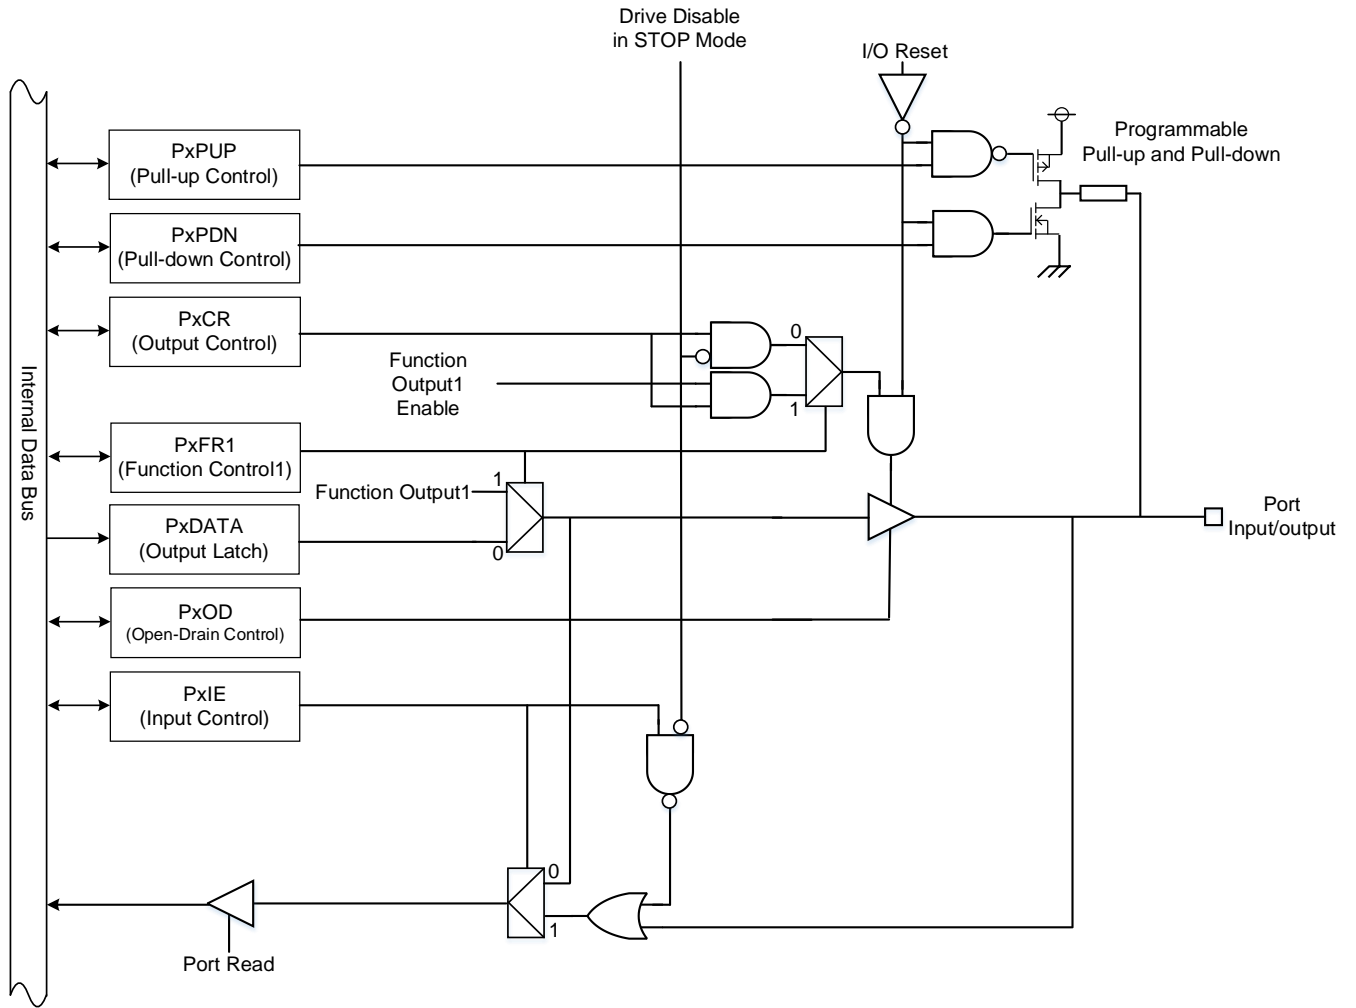 Drive Disable
in STOP Mode
I/O Reset
Programmable
Pull-up and Pull-down
PxPUP
(Pull-up Control)
PxPDN
(Pull-down Control)
PxCR
(Output Control)
0
Function
Output1
Enable
1
Internal Data Bus
PxFR1
(Function Control1)
1
Function Output1
PxDATA
(Output Latch)
0
Port
Input/output
PxOD
(Open-Drain Control)
PxIE
(Input Control)
0
1
Port Read